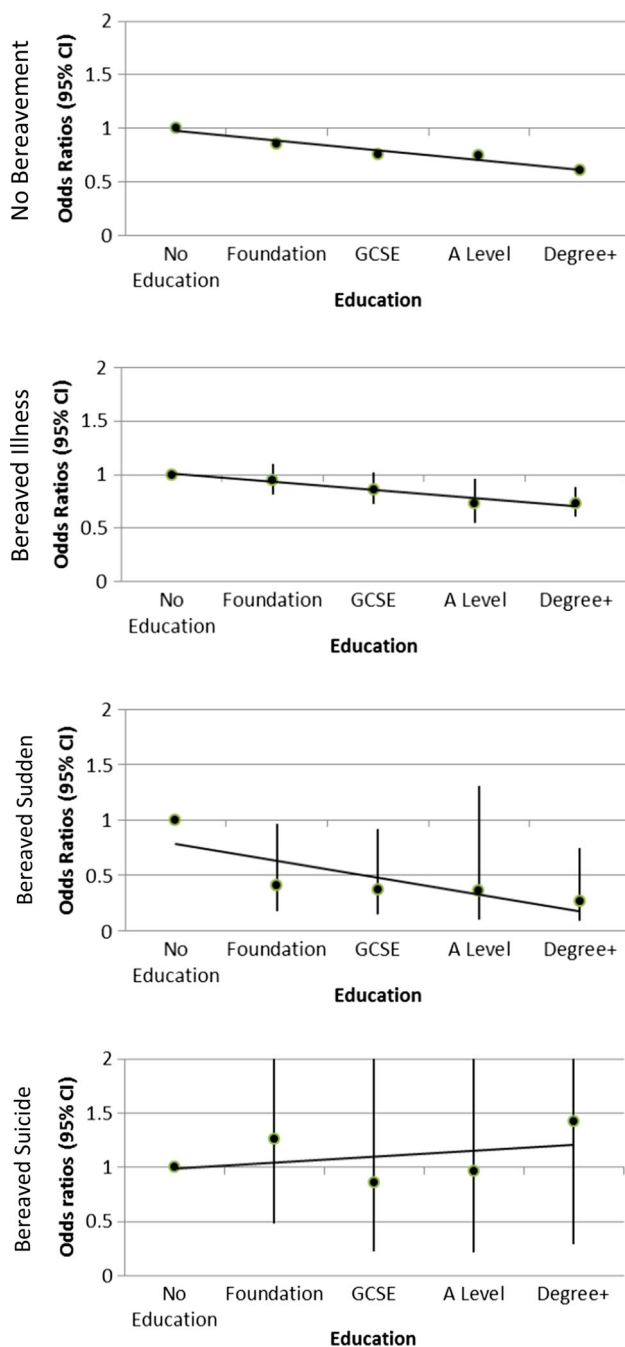 No Bereavement
Odds Ratios (95% CI)
2
1.5
1
0.5
0
No Education
Foundation
GCSE
A Level
Degree+
Education
Bereaved Illness
Odds Ratios (95% CI)
2
1.5
1
0.5
0
No Education
Foundation
GCSE
A Level
Degree+
Education
Bereaved Sudden
Odds Ratios (95% CI)
2
1.5
1
0.5
0
No Education
Foundation
GCSE
A Level
Degree+
Education
Bereaved Suicide
Odds ratios (95% CI)
2
1.5
1
0.5
0
No Education
Foundation
GCSE
A Level
Degree+
Education